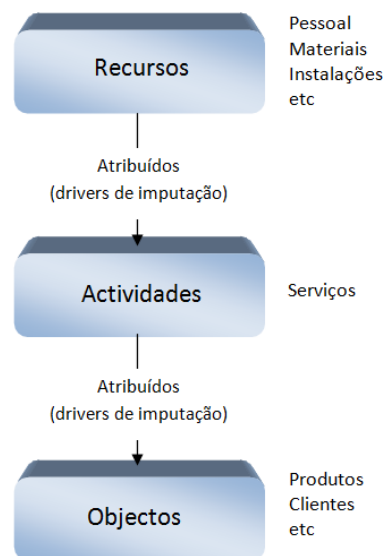 Recursos
Pessoal
Materiais
Instalações
etc
Atribuídos
(drivers de imputação)
Actividades
Serviços
Atribuídos
(drivers de imputação)
Objectos
Produtos
Clientes
etc